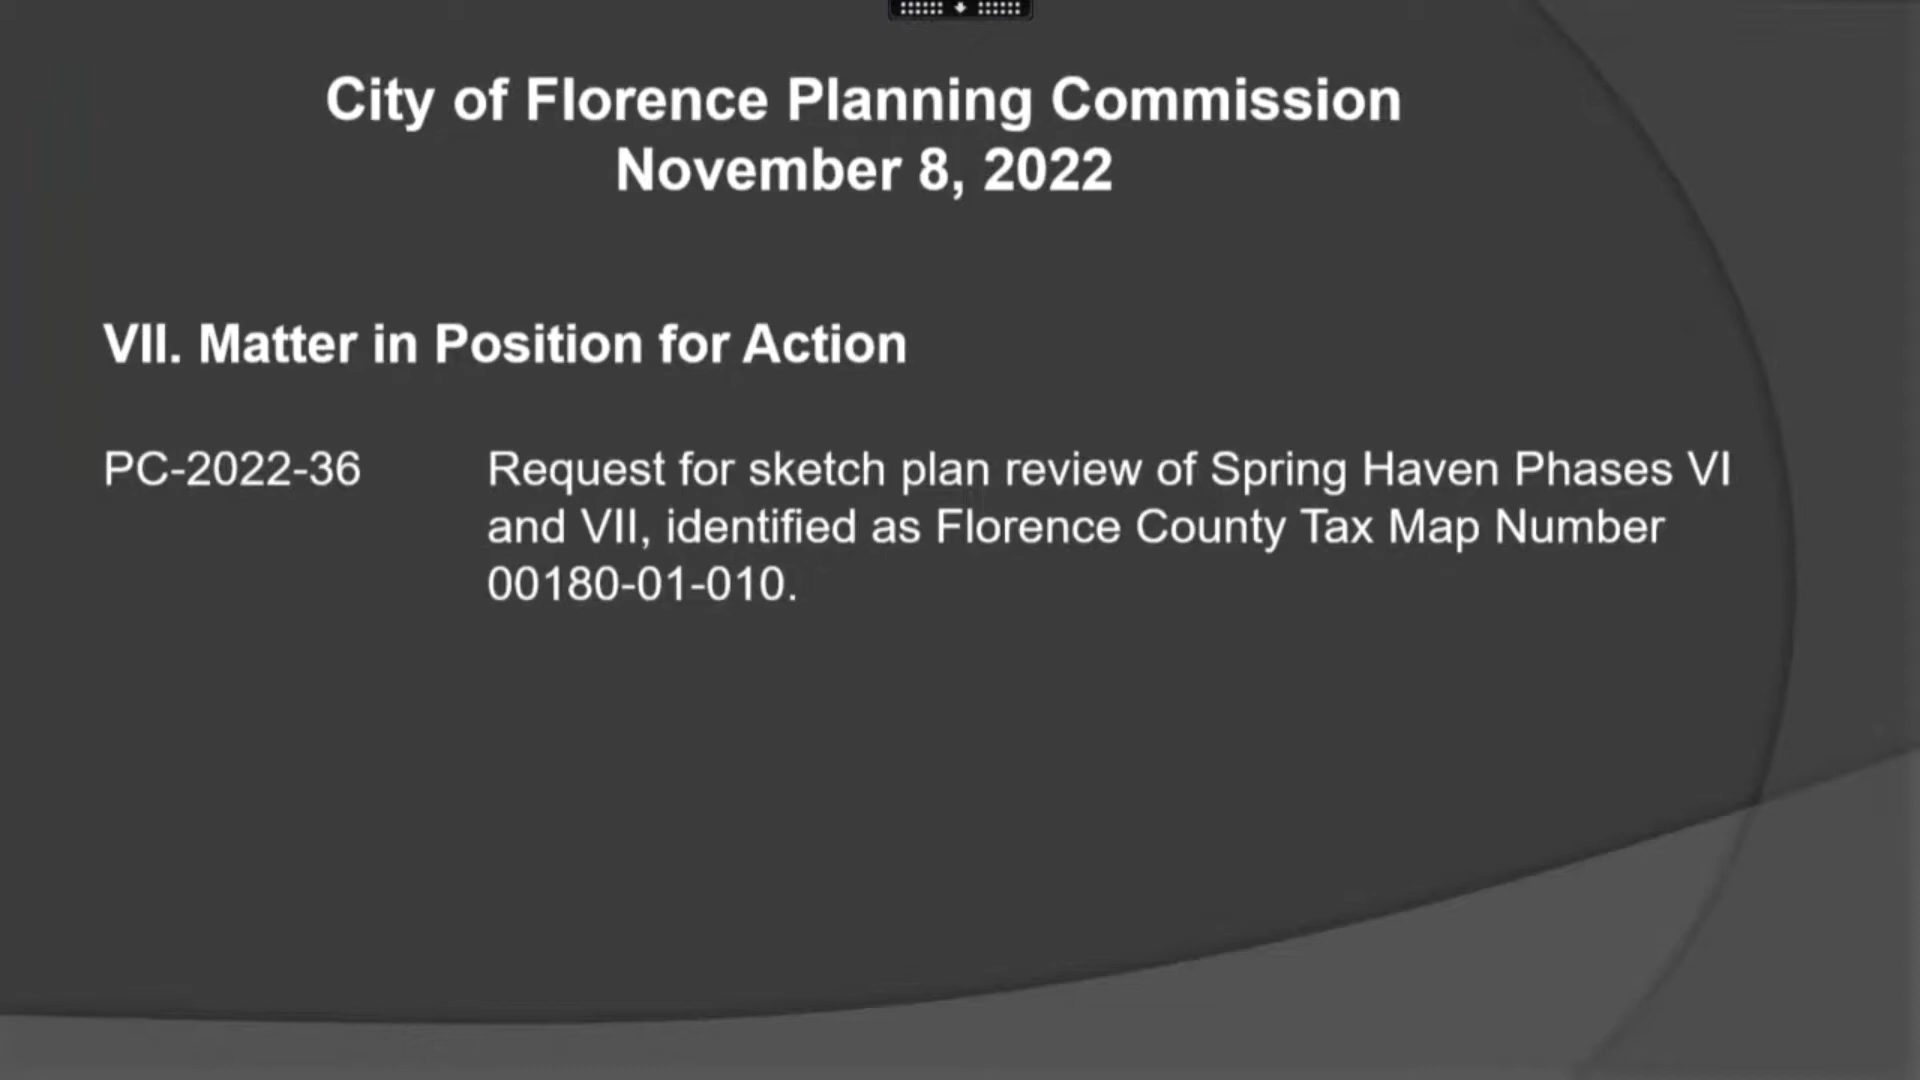 City of Florence Planning Commission
November 8, 2022
VII. Matter in Position for Action
PC-2022-36 Request for sketch plan review of Spring Haven Phases VI
and VII, identified as Florence County Tax Map Number
00180-01-010.